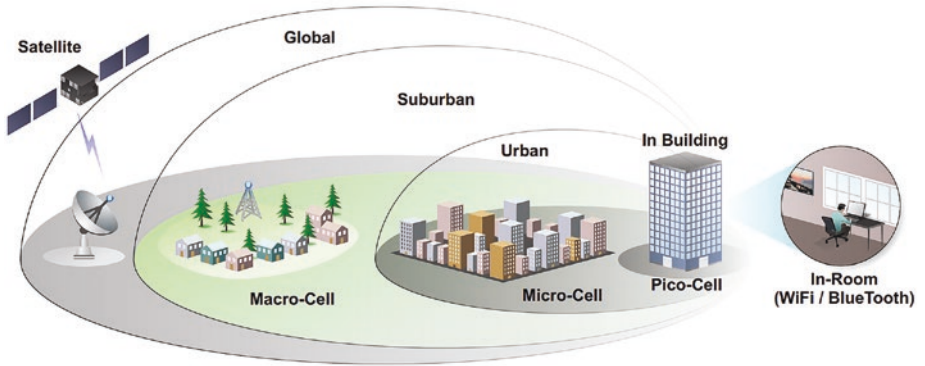 Satellite
Global
Suburban
Urban
In Building
Macro-Cell
Micro-Cell
Pico-Cell
In-Room
(WiFi / BlueTooth)